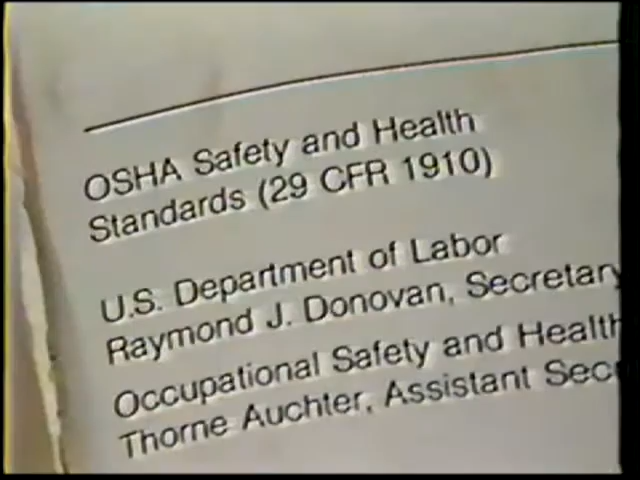 OSHA Safety and Health
Standards (29 CFR 1910)
U.S. Department of Labor
Raymond J. Donovan, Secretary
Occupational Safety and Health
Thorne Auchter, Assistant Sec